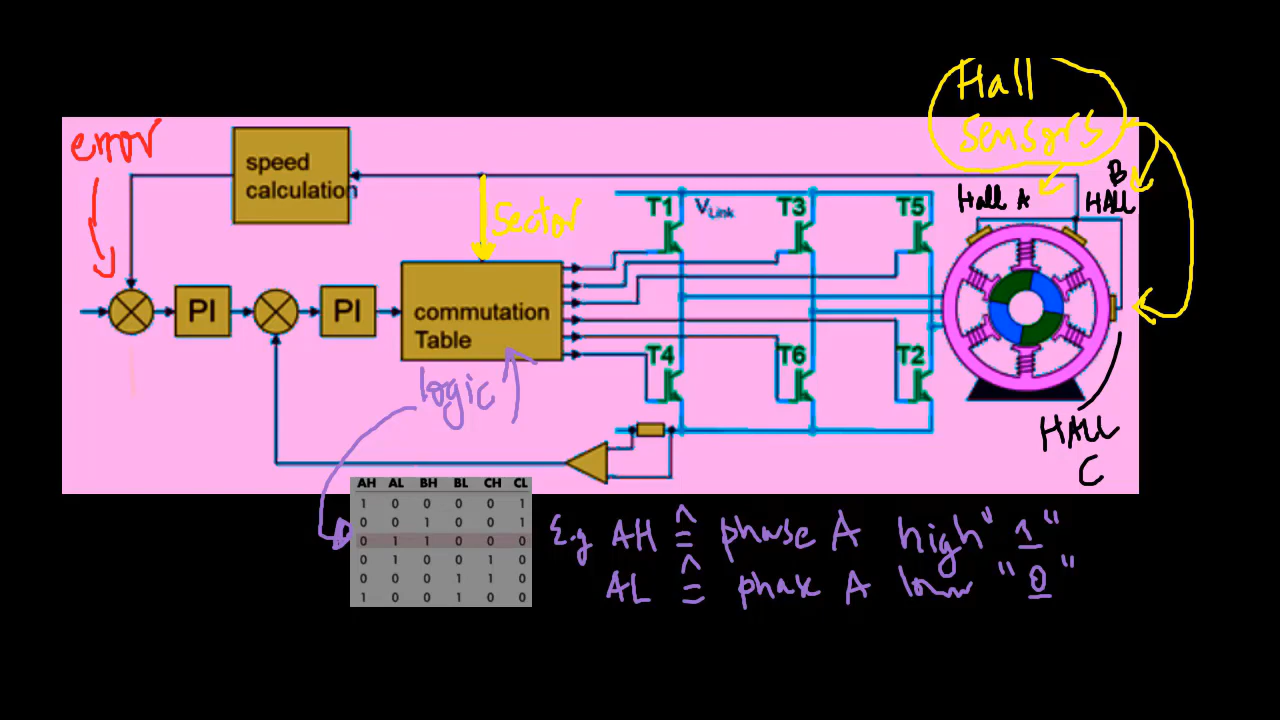 Hall
sensors
error
speed
calculation
B
Hall A
HALL
T1
VLink
T3
T5
sector
PI
PI
commutation
Table
T4
T6
T2
logic
HALL
C
AH AL BH BL CH CL
1 0 0 0 0 1
0 0 1 0 0 1
0 1 1 0 0 0
0 1 0 0 1 0
0 0 0 1 1 0
1 0 0 1 0 0
E.g AH ≙ phase A high "1"
AL ≙ phase A low "0"